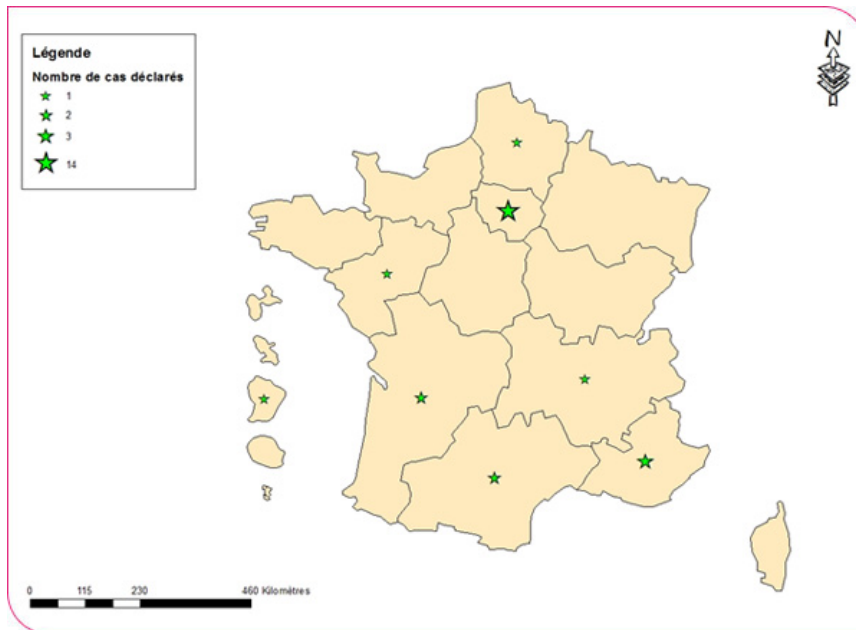 Légende
Nombre de cas déclarés
1
2
3
14
N
0 115 230 460 Kilomètres